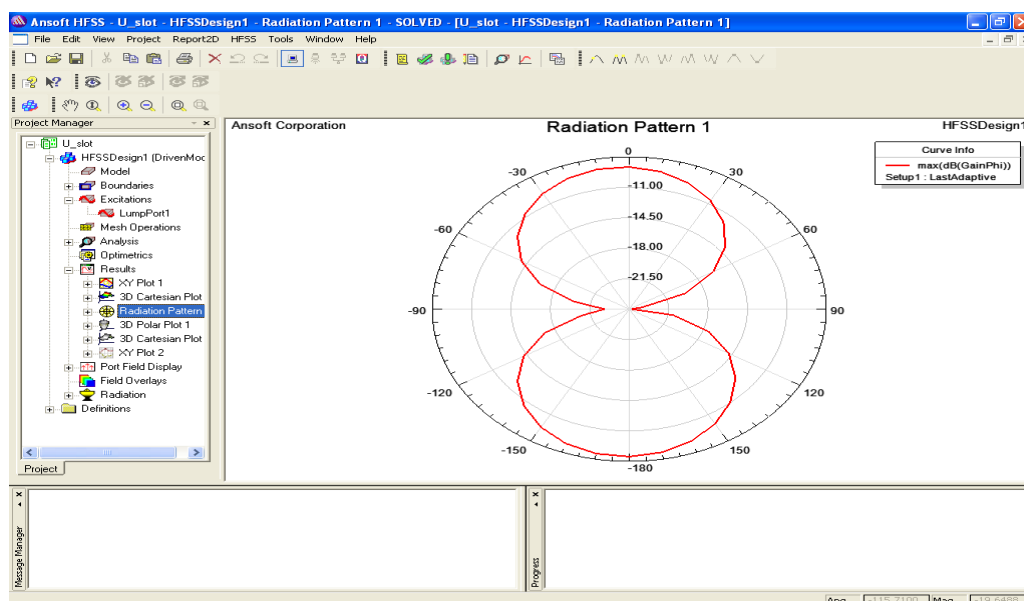 Ansoft HFSS - U_slot - HFSSDesign1 - Radiation Pattern 1 - SOLVED - [U_slot - HFSSDesign1 - Radiation Pattern 1]
File Edit View Project Report2D HFSS Tools Window Help
Project Manager
U_slot
HFSSDesign1 (DrivenMoc
Model
Boundaries
Excitations
LumpPort1
Mesh Operations
Analysis
Optimetrics
Results
XY Plot 1
3D Cartesian Plot
Radiation Pattern
3D Polar Plot 1
3D Cartesian Plot
XY Plot 2
Port Field Display
Field Overlays
Radiation
Definitions
Project
Ansoft Corporation
Radiation Pattern 1
HFSSDesign1
Curve Info
max(dB(GainPhi))
Setup1 : LastAdaptive
0
-30
30
-11.00
-14.50
-60
60
-18.00
-21.50
-90
90
-120
120
-150
150
-180
Message Manager
Progress
Ang
-115.7100
Mag
-19.6488